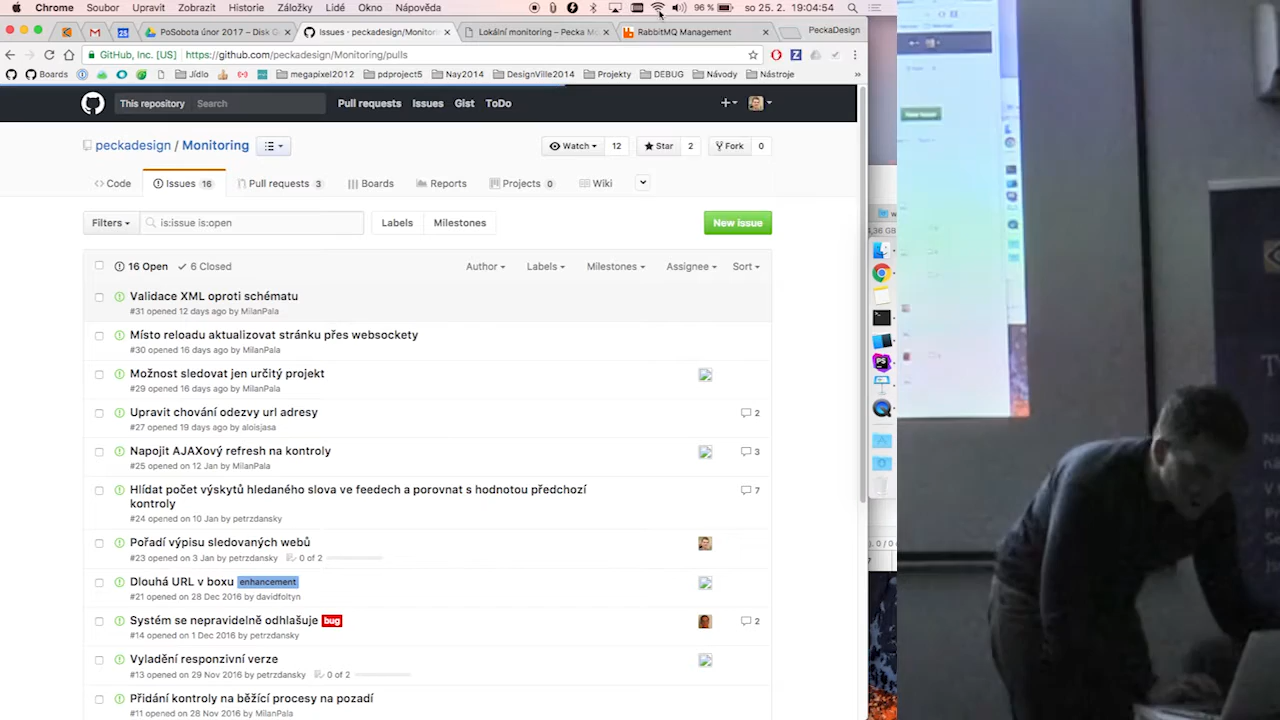 Chrome Soubor Upravit Zobrazit Historie Záložky Lidé Okno Nápověda 96 % so 25. 2. 19:04:54
PoSobota únor 2017 – Disk G Issues · peckadesign/Monitori Lokální monitoring – Pecka Mo RabbitMQ Management PeckaDesign
GitHub, Inc. [US] https://github.com/peckadesign/Monitoring/pulls
Boards Jídlo megapixel2012 pdproject5 Nay2014 DesignVille2014 Projekty DEBUG Návody Nástroje
This repository Search Pull requests Issues Gist ToDo
peckadesign / Monitoring Watch 12 Star 2 Fork 0
Code Issues 16 Pull requests 3 Boards Reports Projects 0 Wiki
Filters is:issue is:open Labels Milestones New issue
16 Open 6 Closed Author Labels Milestones Assignee Sort
Validace XML oproti schématu
#31 opened 12 days ago by MilanPala
Místo reloadu aktualizovat stránku přes websockety
#30 opened 16 days ago by MilanPala
Možnost sledovat jen určitý projekt
#29 opened 16 days ago by MilanPala
Upravit chování odezvy url adresy 2
#27 opened 19 days ago by aloisjasa
Napojit AJAXový refresh na kontroly 3
#25 opened on 12 Jan by MilanPala
Hlídat počet výskytů hledaného slova ve feedech a porovnat s hodnotou předchozí 7
kontroly
#24 opened on 10 Jan by petrzdansky
Pořadí výpisu sledovaných webů
#23 opened on 3 Jan by petrzdansky 0 of 2
Dlouhá URL v boxu enhancement
#21 opened on 28 Dec 2016 by davidfoltyn
Systém se nepravidelně odhlašuje bug 2
#14 opened on 1 Dec 2016 by petrzdansky
Vyladění responzivní verze
#13 opened on 29 Nov 2016 by petrzdansky 0 of 2
Přidání kontroly na běžící procesy na pozadí
#11 opened on 28 Nov 2016 by MilanPala